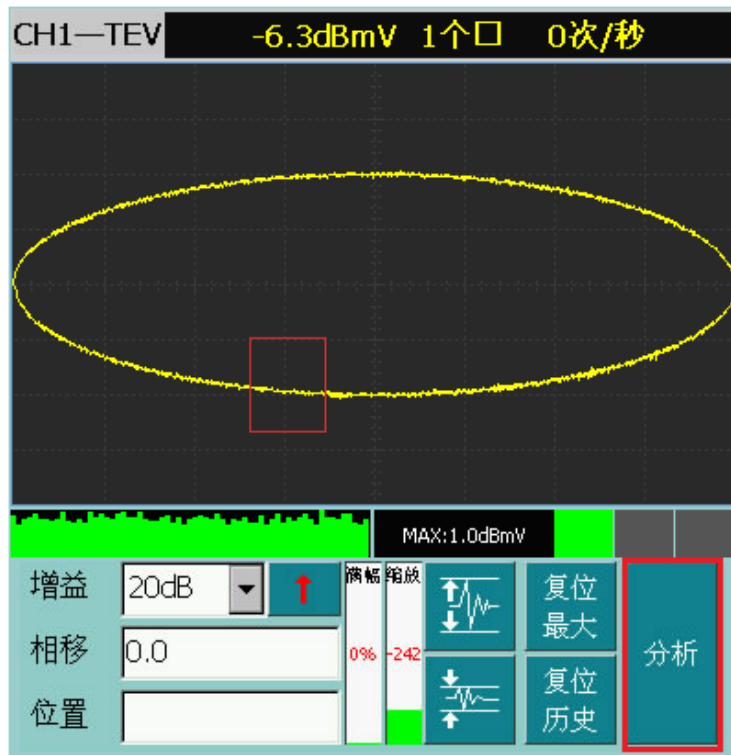 CH1—TEV -6.3dBmV 1个口 0次/秒
MAX:1.0dBmV
增益 20dB 满幅 缩放 复位最大
相移 0.0 0% -242 分析
位置 复位历史